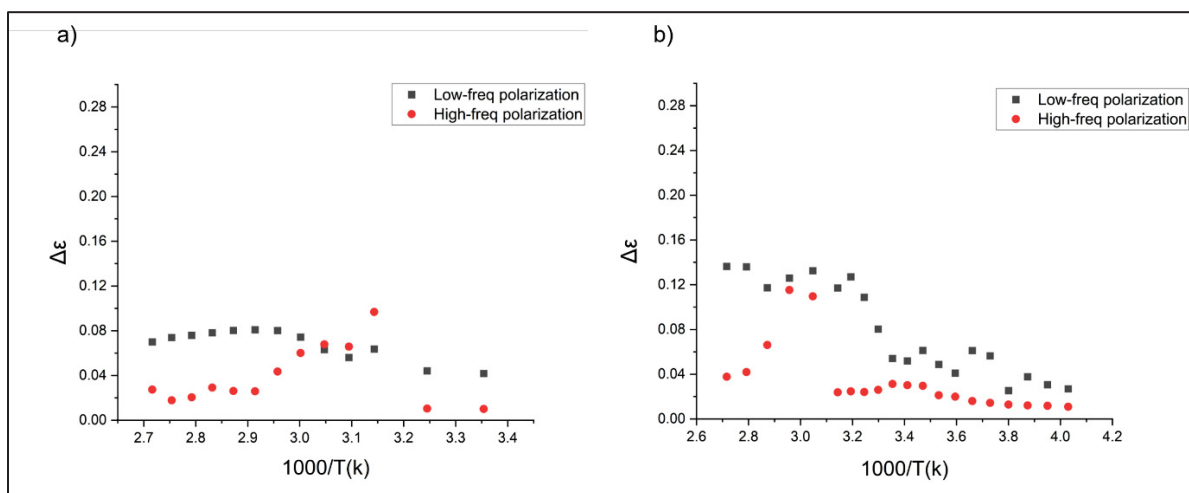 a)
Low-freq polarization
High-freq polarization
0.28
0.24
0.20
0.16
0.12
0.08
0.04
0.00
Δε
2.7 2.8 2.9 3.0 3.1 3.2 3.3 3.4
1000/T(k)
b)
Low-freq polarization
High-freq polarization
0.28
0.24
0.20
0.16
0.12
0.08
0.04
0.00
Δε
2.6 2.8 3.0 3.2 3.4 3.6 3.8 4.0 4.2
1000/T(k)